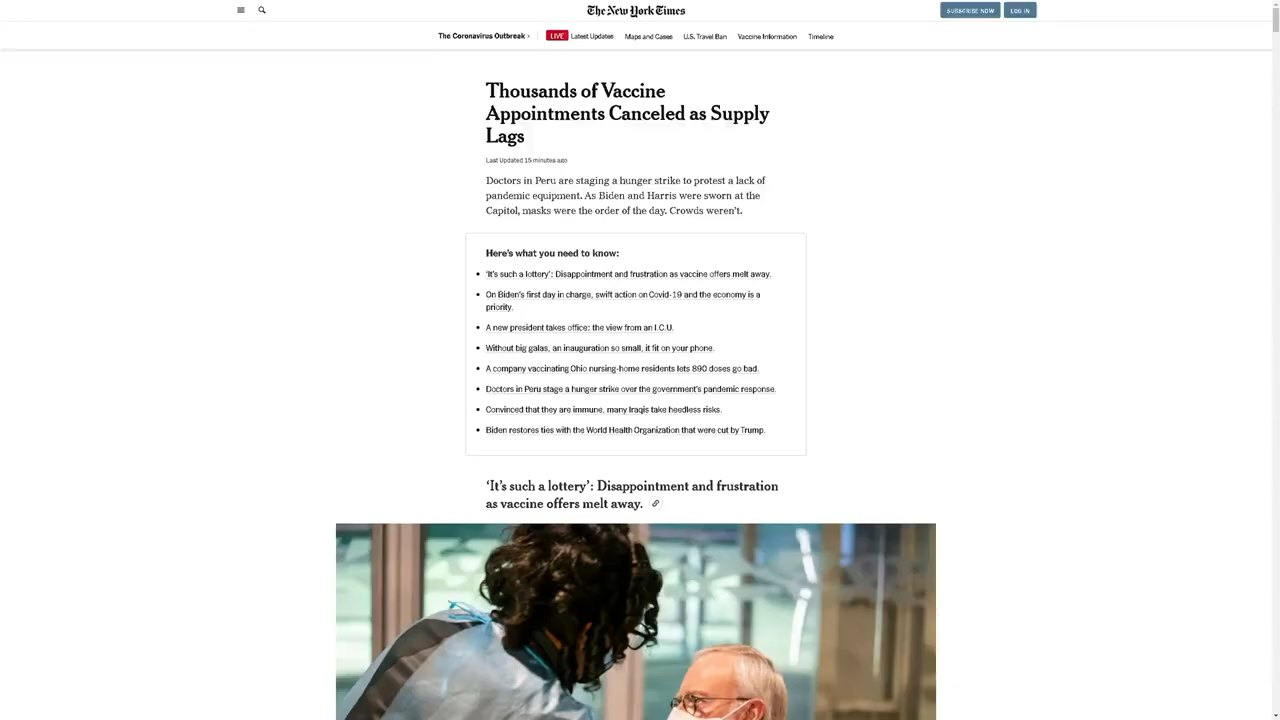 The New York Times
SUBSCRIBE NOW
LOG IN
The Coronavirus Outbreak ›
LIVE Latest Updates
Maps and Cases
U.S. Travel Ban
Vaccine Information
Timeline
Thousands of Vaccine
Appointments Canceled as Supply
Lags
Last Updated 15 minutes ago
Doctors in Peru are staging a hunger strike to protest a lack of
pandemic equipment. As Biden and Harris were sworn at the
Capitol, masks were the order of the day. Crowds weren’t.
Here’s what you need to know:
‘It’s such a lottery’: Disappointment and frustration as vaccine offers melt away.
On Biden’s first day in charge, swift action on Covid-19 and the economy is a
priority.
A new president takes office: the view from an I.C.U.
Without big galas, an inauguration so small, it fit on your phone.
A company vaccinating Ohio nursing-home residents lets 890 doses go bad.
Doctors in Peru stage a hunger strike over the government’s pandemic response.
Convinced that they are immune, many Iraqis take heedless risks.
Biden restores ties with the World Health Organization that were cut by Trump.
‘It’s such a lottery’: Disappointment and frustration
as vaccine offers melt away.